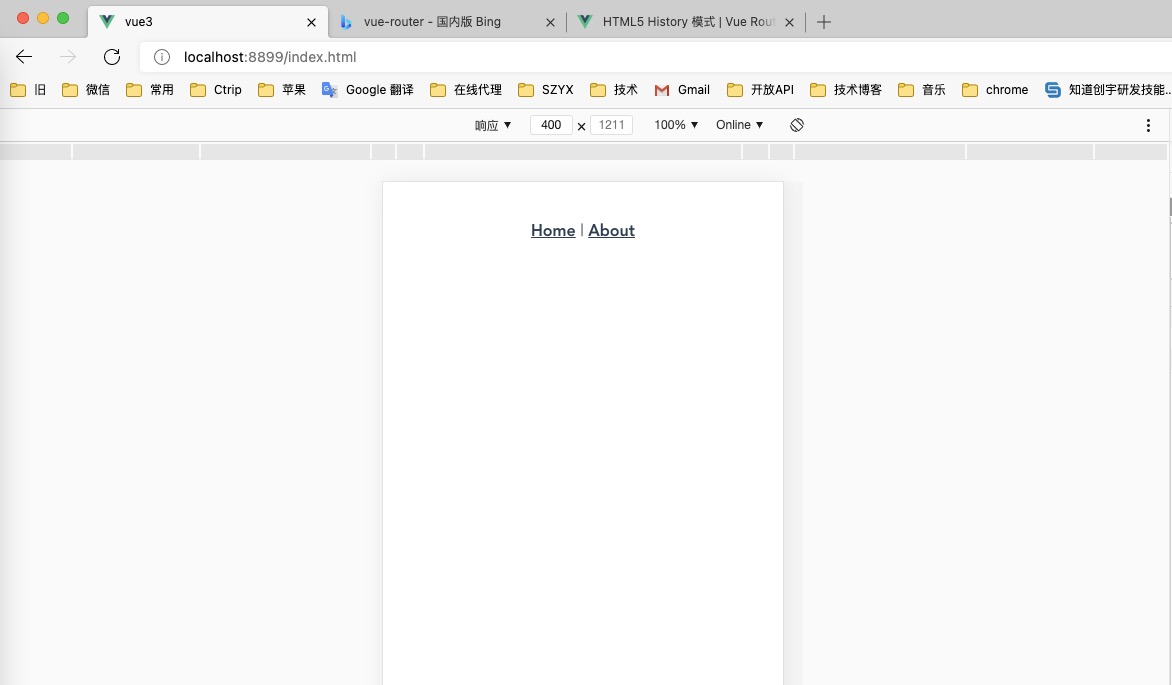 vue3
vue-router - 国内版 Bing
HTML5 History 模式 | Vue Rout
localhost:8899/index.html
旧 微信 常用 Ctrip 苹果 Google 翻译 在线代理 SZYX 技术 Gmail 开放API 技术博客 音乐 chrome 知道创宇研发技能...
响应 ▼ 400 × 1211 100% ▼ Online ▼
Home | About